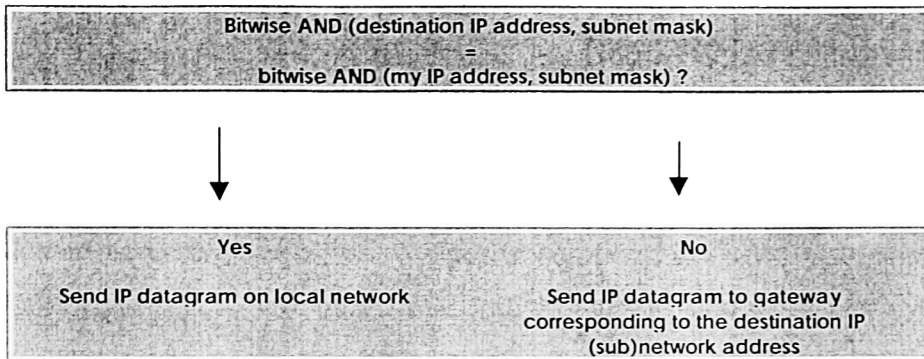 Bitwise AND (destination IP address, subnet mask)
=
bitwise AND (my IP address, subnet mask) ?
Yes
No
Send IP datagram on local network
Send IP datagram to gateway
corresponding to the destination IP
(sub)network address